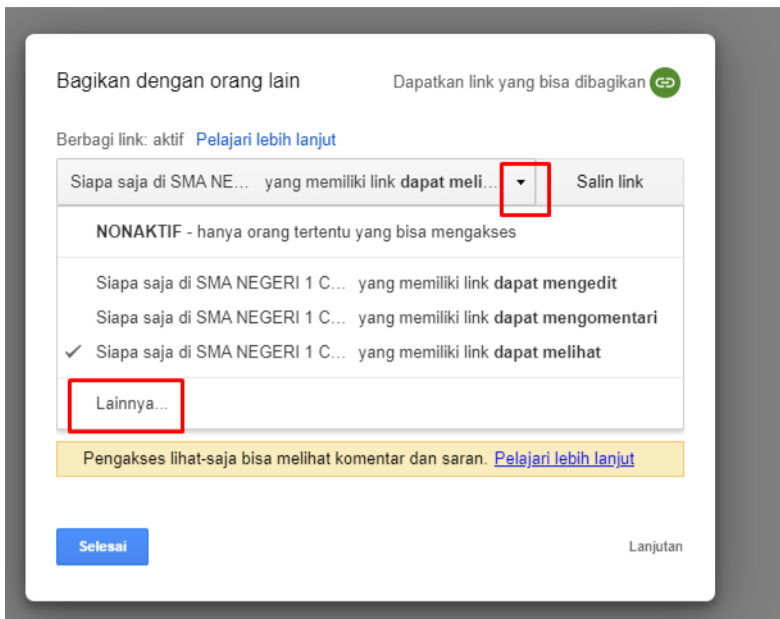 Bagikan dengan orang lain Dapatkan link yang bisa dibagikan
Berbagi link: aktif Pelajari lebih lanjut
Siapa saja di SMA NE... yang memiliki link dapat meli... Salin link
NONAKTIF - hanya orang tertentu yang bisa mengakses
Siapa saja di SMA NEGERI 1 C... yang memiliki link dapat mengedit
Siapa saja di SMA NEGERI 1 C... yang memiliki link dapat mengomentari
Siapa saja di SMA NEGERI 1 C... yang memiliki link dapat melihat
Lainnya...
Pengakses lihat-saja bisa melihat komentar dan saran. Pelajari lebih lanjut
Selesai Lanjutan